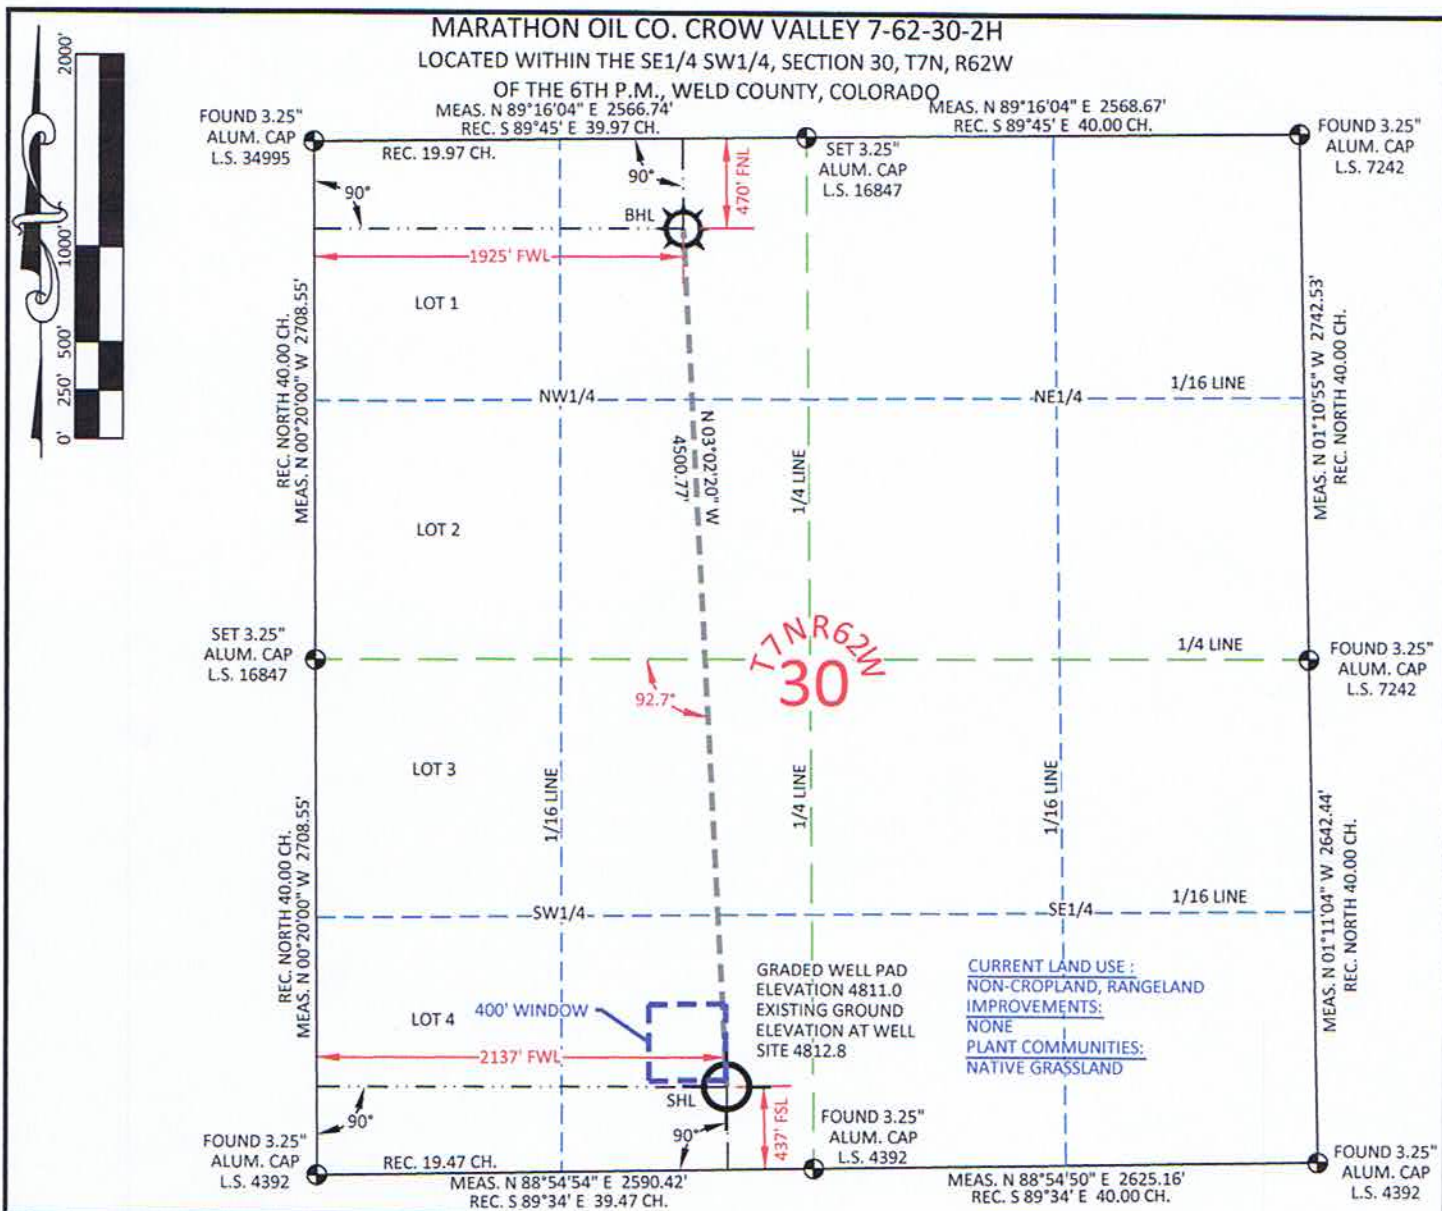 MARATHON OIL CO. CROW VALLEY 7-62-30-2H
LOCATED WITHIN THE SE1/4 SW1/4, SECTION 30, T7N, R62W
OF THE 6TH P.M., WELD COUNTY, COLORADO
MEAS. N 89°16'04" E 2566.74'
REC. S 89°45' E 39.97 CH.
MEAS. N 89°16'04" E 2568.67'
REC. S 89°45' E 40.00 CH.
2000'
1000'
500'
250'
0'
FOUND 3.25"
ALUM. CAP
L.S. 34995
REC. 19.97 CH.
SET 3.25"
ALUM. CAP
L.S. 16847
FOUND 3.25"
ALUM. CAP
L.S. 7242
90°
90°
470' FNL
BHL
1925' FWL
LOT 1
REC. NORTH 40.00 CH.
MEAS. N 00°20'00" W 2708.55'
MEAS. N 01°10'55" W 2742.53'
REC. NORTH 40.00 CH.
1/16 LINE
NW1/4
NE1/4
N 03°02'20" W
4500.77'
1/4 LINE
LOT 2
SET 3.25"
ALUM. CAP
L.S. 16847
T7N R62W
30
1/4 LINE
FOUND 3.25"
ALUM. CAP
L.S. 7242
92.7°
LOT 3
1/16 LINE
1/4 LINE
1/16 LINE
REC. NORTH 40.00 CH.
MEAS. N 00°20'00" W 2708.55'
MEAS. N 01°11'04" W 2642.44'
REC. NORTH 40.00 CH.
1/16 LINE
SW1/4
SE1/4
GRADED WELL PAD
ELEVATION 4811.0
EXISTING GROUND
ELEVATION AT WELL
SITE 4812.8
CURRENT LAND USE :
NON-CROPLAND, RANGELAND
IMPROVEMENTS:
NONE
PLANT COMMUNITIES:
NATIVE GRASSLAND
LOT 4
400' WINDOW
2137' FWL
SHL
90°
90°
437' FSL
FOUND 3.25"
ALUM. CAP
L.S. 4392
REC. 19.47 CH.
FOUND 3.25"
ALUM. CAP
L.S. 4392
FOUND 3.25"
ALUM. CAP
L.S. 4392
MEAS. N 88°54'54" E 2590.42'
REC. S 89°34' E 39.47 CH.
MEAS. N 88°54'50" E 2625.16'
REC. S 89°34' E 40.00 CH.